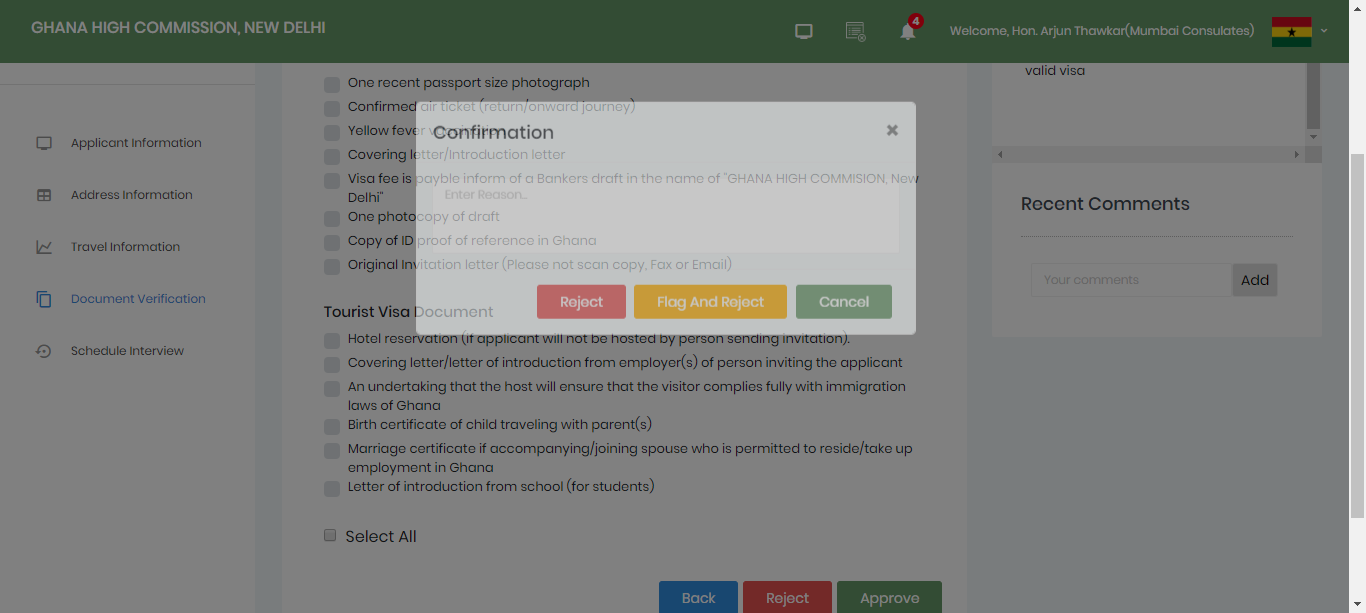 GHANA HIGH COMMISSION, NEW DELHI
4
Welcome, Hon. Arjun Thawkar(Mumbai Consulates)
Applicant Information
Address Information
Travel Information
Document Verification
Schedule Interview
One recent passport size photograph
Confirmed air ticket (return/onward journey)
Yellow fever vaccination
Covering letter/Introduction letter
Visa fee is payble inform of a Bankers draft in the name of "GHANA HIGH COMMISION, New
Delhi"
One photocopy of draft
Copy of ID proof of reference in Ghana
Original Invitation letter (Please not scan copy, Fax or Email)
Tourist Visa Document
Hotel reservation (if applicant will not be hosted by person sending invitation).
Covering letter/letter of introduction from employer(s) of person inviting the applicant
An undertaking that the host will ensure that the visitor complies fully with immigration
laws of Ghana
Birth certificate of child traveling with parent(s)
Marriage certificate if accompanying/joining spouse who is permitted to reside/take up
employment in Ghana
Letter of introduction from school (for students)
Select All
Back
Reject
Approve
Confirmation
×
Enter Reason..
Reject
Flag And Reject
Cancel
valid visa
Recent Comments
Your comments
Add